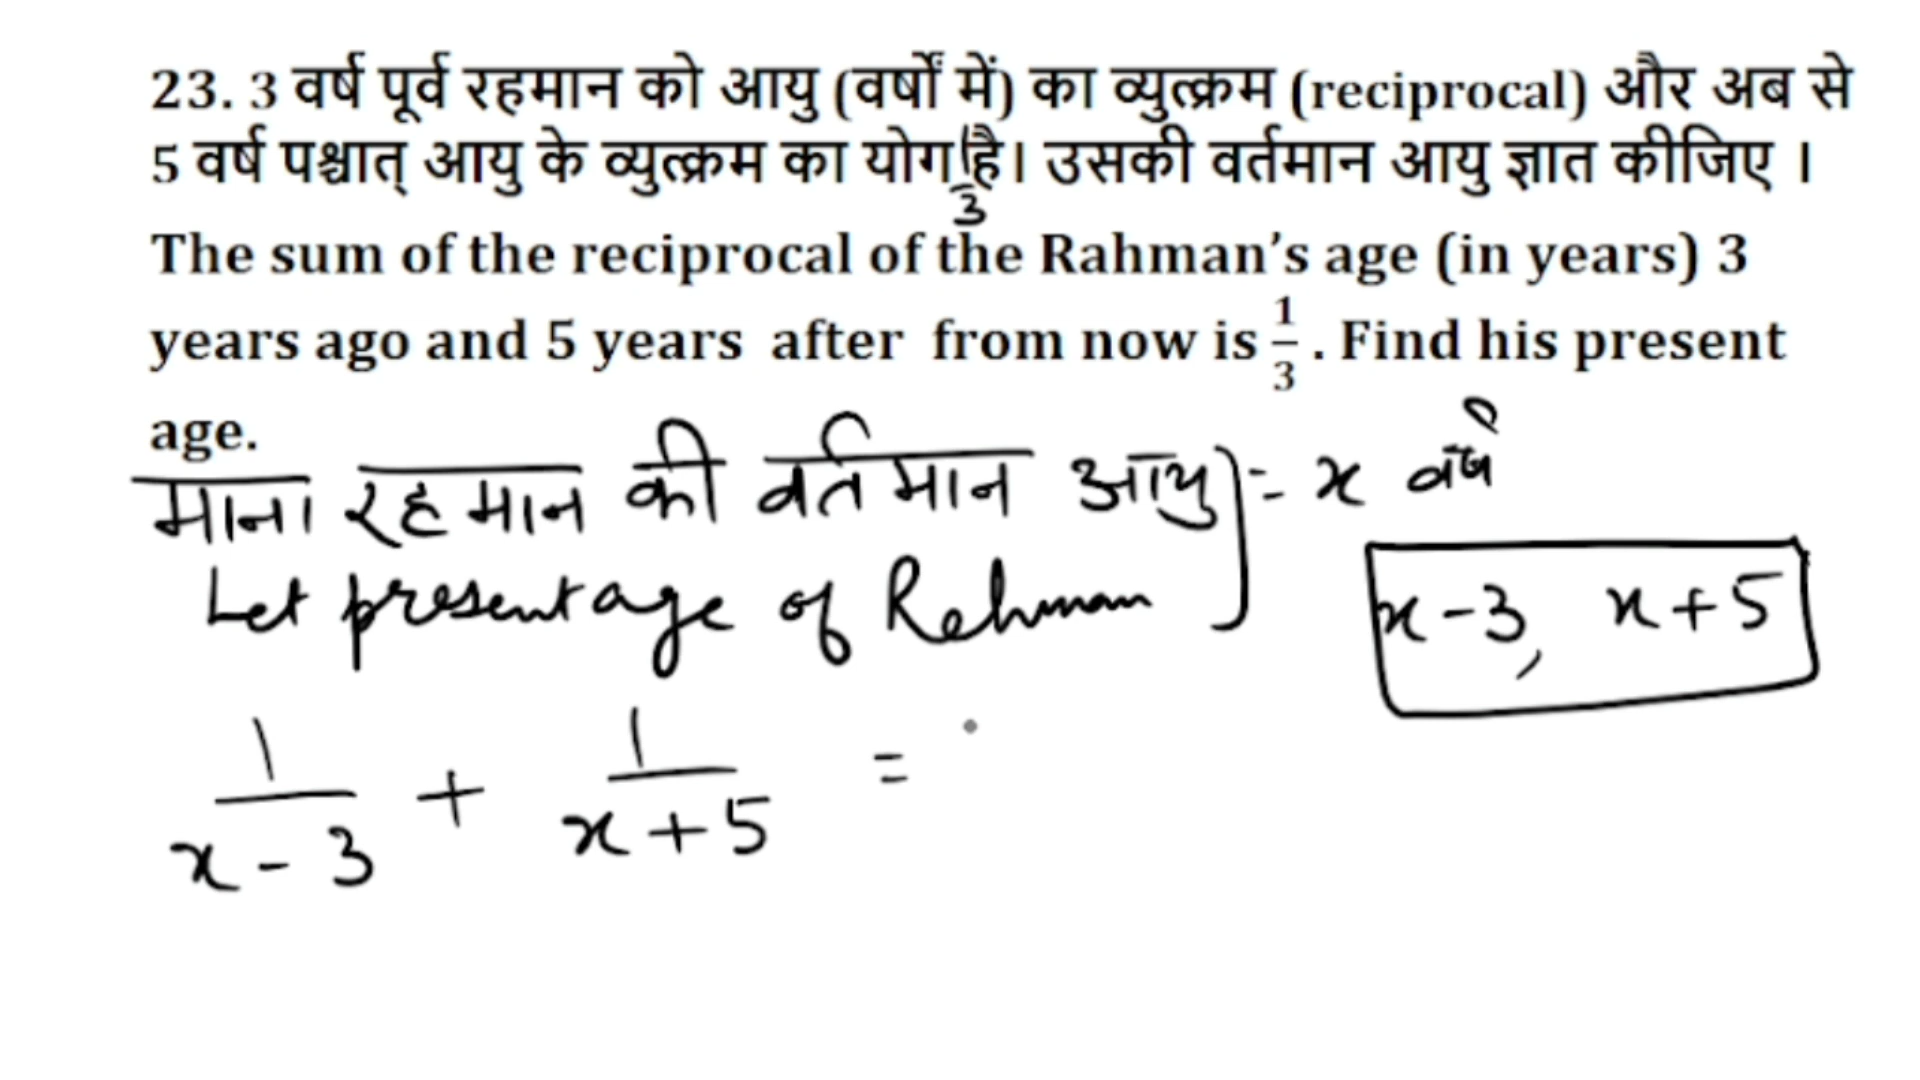 23. 3 वर्ष पूर्व रहमान को आयु (वर्षों में) का व्युत्क्रम (reciprocal) और अब से
5 वर्ष पश्चात् आयु के व्युत्क्रम का योग 1/3 है। उसकी वर्तमान आयु ज्ञात कीजिए ।
The sum of the reciprocal of the Rahman's age (in years) 3
years ago and 5 years after from now is 1/3 . Find his present
age.
माना रहमान की वर्तमान आयु ] = x वर्ष
Let present age of Rehman
x-3, x+5
1/(x-3) + 1/(x+5) =